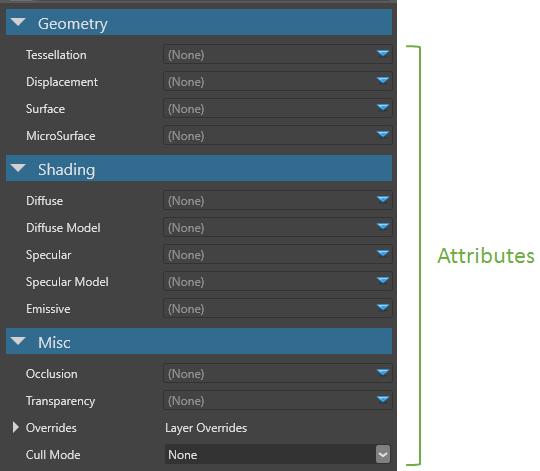 Geometry
Tessellation (None)
Displacement (None)
Surface (None)
MicroSurface (None)
Shading
Diffuse (None)
Diffuse Model (None)
Specular (None)
Specular Model (None)
Emissive (None)
Misc
Occlusion (None)
Transparency (None)
Overrides Layer Overrides
Cull Mode None
Attributes